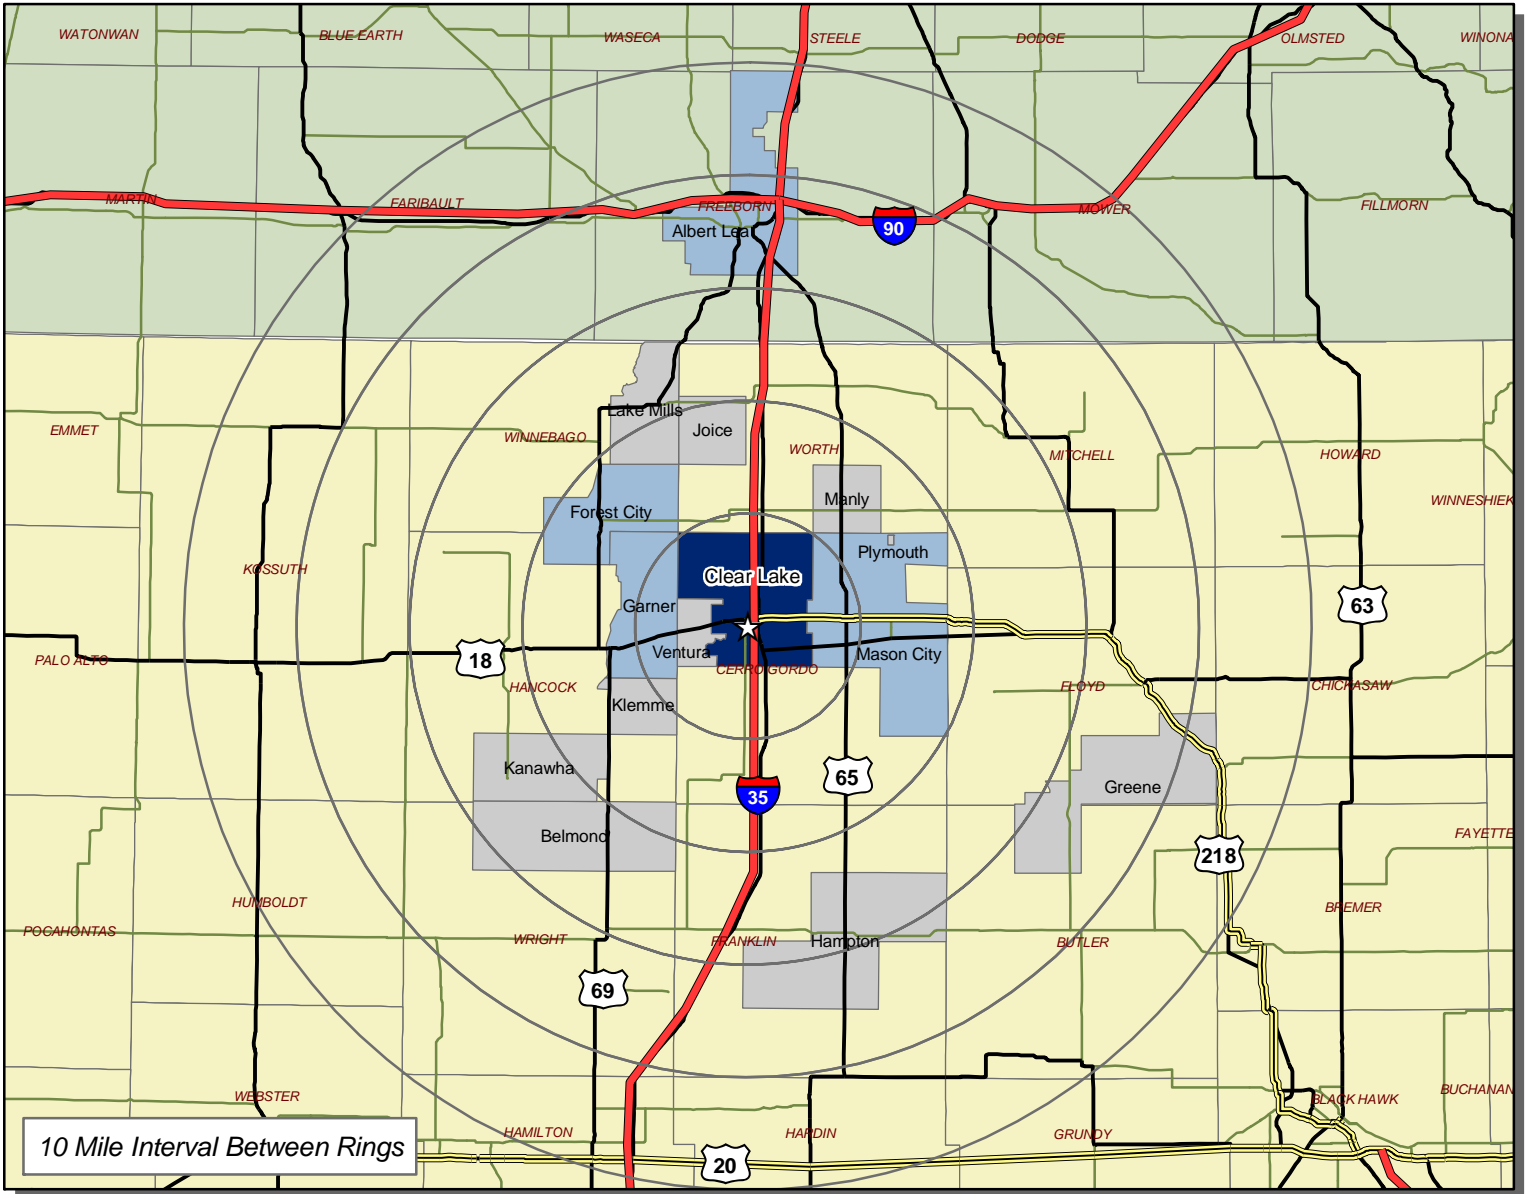 WATONWAN
BLUE EARTH
WASECA
STEELE
DODGE
OLMSTED
WINONA
MARTIN
FARIBAULT
FREEBORN
MOWER
FILLMORN
Albert Lea
90
EMMET
WINNEBAGO
Lake Mills
Joice
WORTH
MITCHELL
HOWARD
WINNESHIEK
Forest City
Manly
KOSSUTH
Plymouth
Clear Lake
Garner
63
PALO ALTO
18
HANCOCK
Ventura
CERRO GORDO
Mason City
FLOYD
CHICKASAW
Klemme
Kanawha
35
65
Greene
Belmond
218
FAYETTE
HUMBOLDT
POCAHONTAS
WRIGHT
FRANKLIN
Hampton
BUTLER
BREMER
69
WEBSTER
HAMILTON
HARDIN
GRUNDY
BLACK HAWK
BUCHANAN
20
10 Mile Interval Between Rings